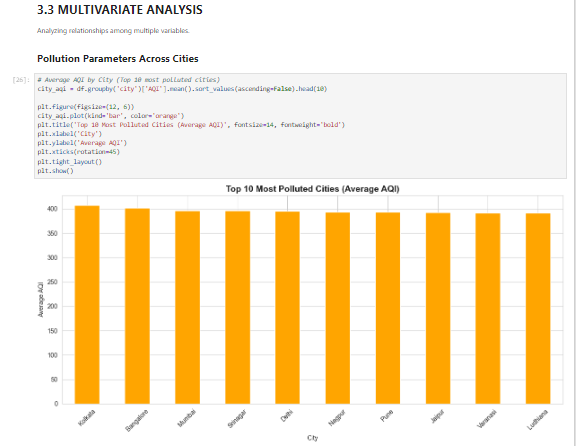 3.3 MULTIVARIATE ANALYSIS
Analyzing relationships among multiple variables.
Pollution Parameters Across Cities
[26]:
# Average AQI by City (Top 10 most polluted cities)
city_aqi = df.groupby('city')['AQI'].mean().sort_values(ascending=False).head(10)
plt.figure(figsize=(12, 6))
city_aqi.plot(kind='bar', color='orange')
plt.title('Top 10 Most Polluted Cities (Average AQI)', fontsize=14, fontweight='bold')
plt.xlabel('City')
plt.ylabel('Average AQI')
plt.xticks(rotation=45)
plt.tight_layout()
plt.show()
Top 10 Most Polluted Cities (Average AQI)
400
350
300
250
200
150
100
50
0
Average AQI
Kolkata
Bangalore
Mumbai
Srinagar
Delhi
Nagpur
Pune
Jaipur
Varanasi
Ludhiana
City